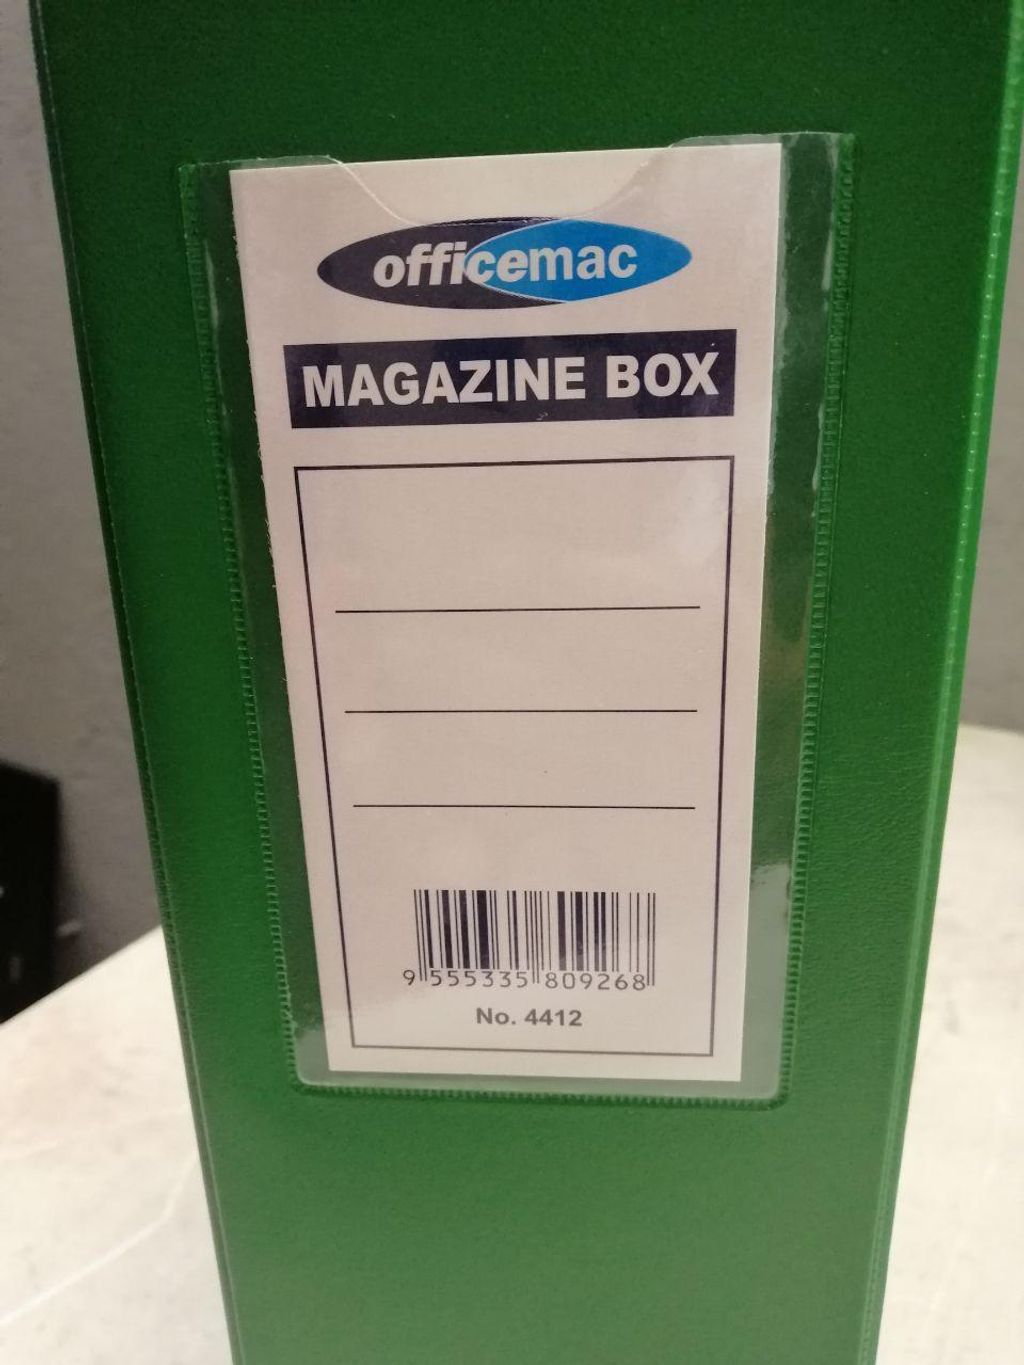 officemac
MAGAZINE BOX
9 555335 809268
No. 4412